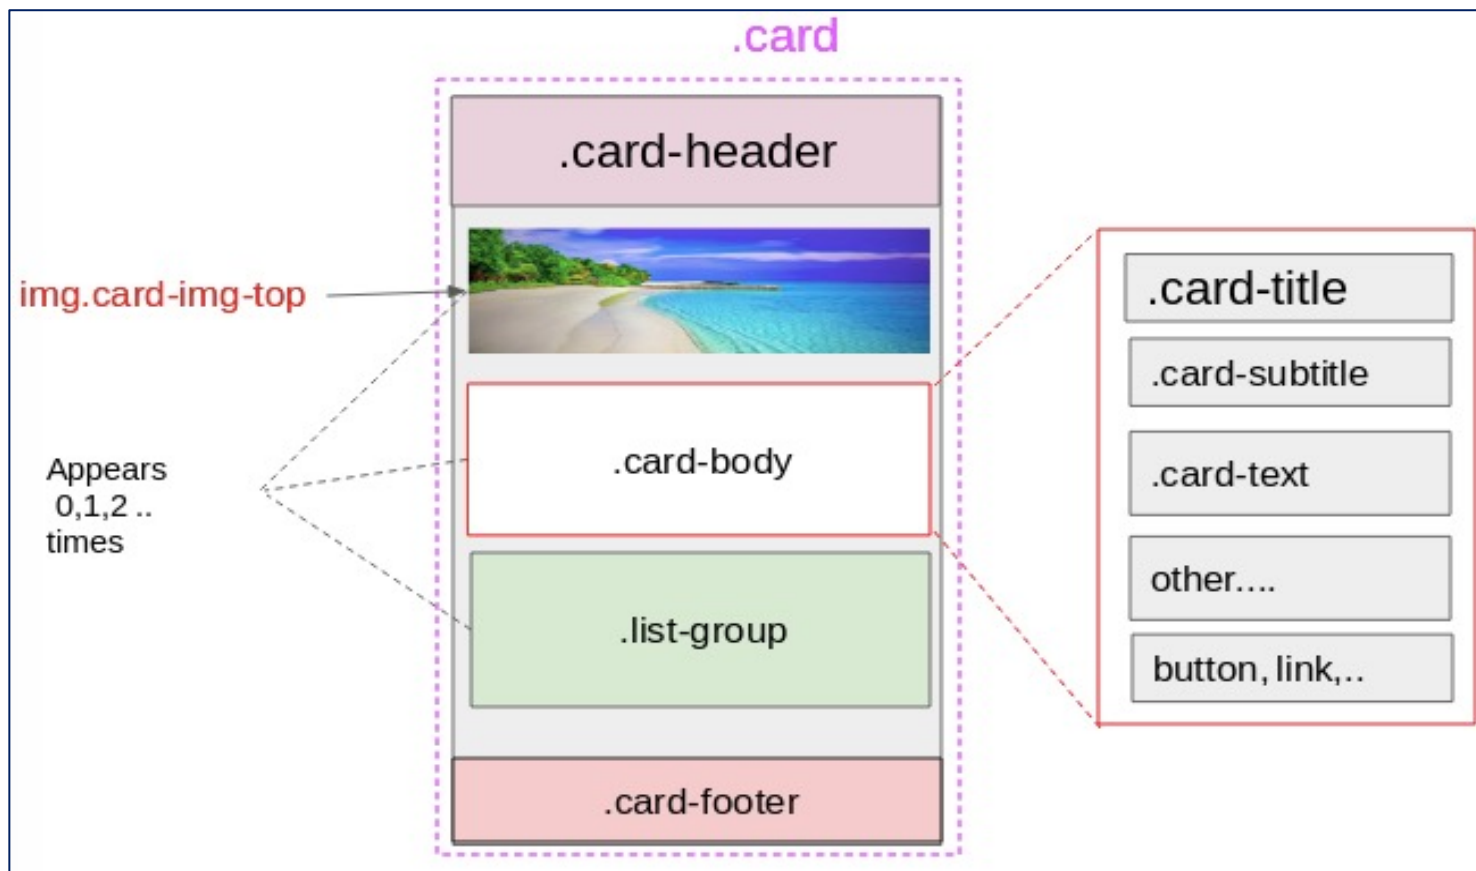 .card
.card-header
img.card-img-top
.card-body
Appears
0,1,2 ..
times
.list-group
.card-footer
.card-title
.card-subtitle
.card-text
other....
button, link,..